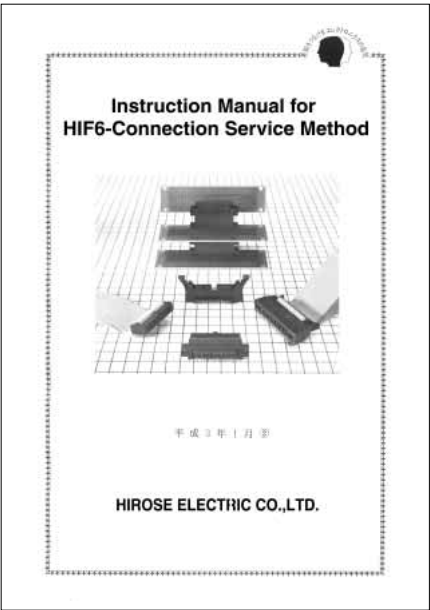 Instruction Manual for
HIF6-Connection Service Method
平成3年1月
HIROSE ELECTRIC CO.,LTD.